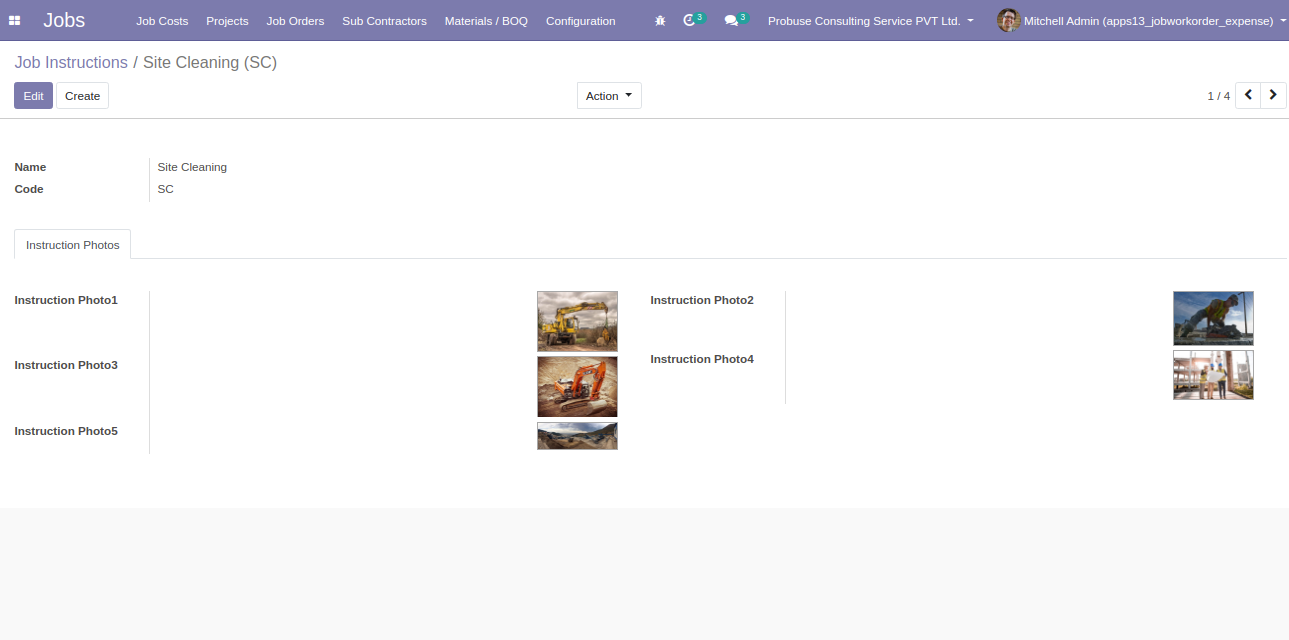 Jobs Job Costs Projects Job Orders Sub Contractors Materials / BOQ Configuration 3 3 Probuse Consulting Service PVT Ltd. Mitchell Admin (apps13_jobworkorder_expense)
Job Instructions / Site Cleaning (SC)
Edit Create Action 1 / 4
Name Site Cleaning
Code SC
Instruction Photos
Instruction Photo1 Instruction Photo2
Instruction Photo3 Instruction Photo4
Instruction Photo5